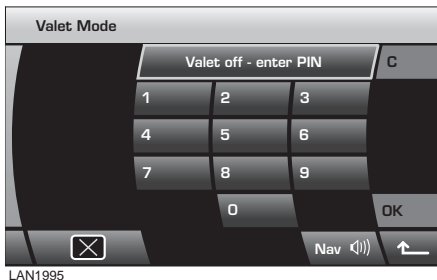 Valet Mode
Valet off - enter PIN
C
1 2 3
4 5 6
7 8 9
0
OK
Nav
LAN1995